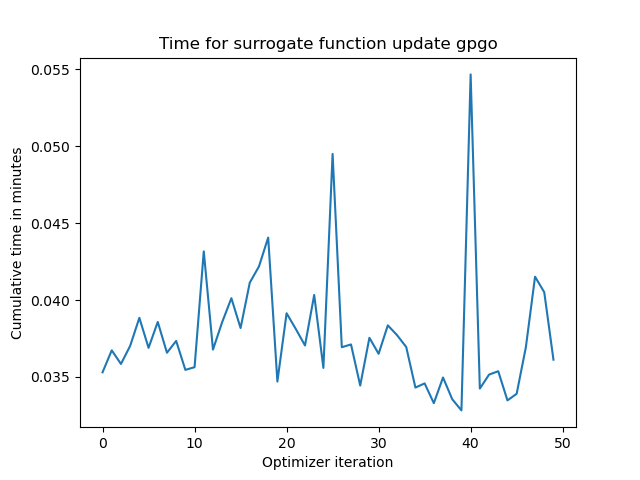 Time for surrogate function update gpgo
Cumulative time in minutes
0.055
0.050
0.045
0.040
0.035
0 10 20 30 40 50
Optimizer iteration